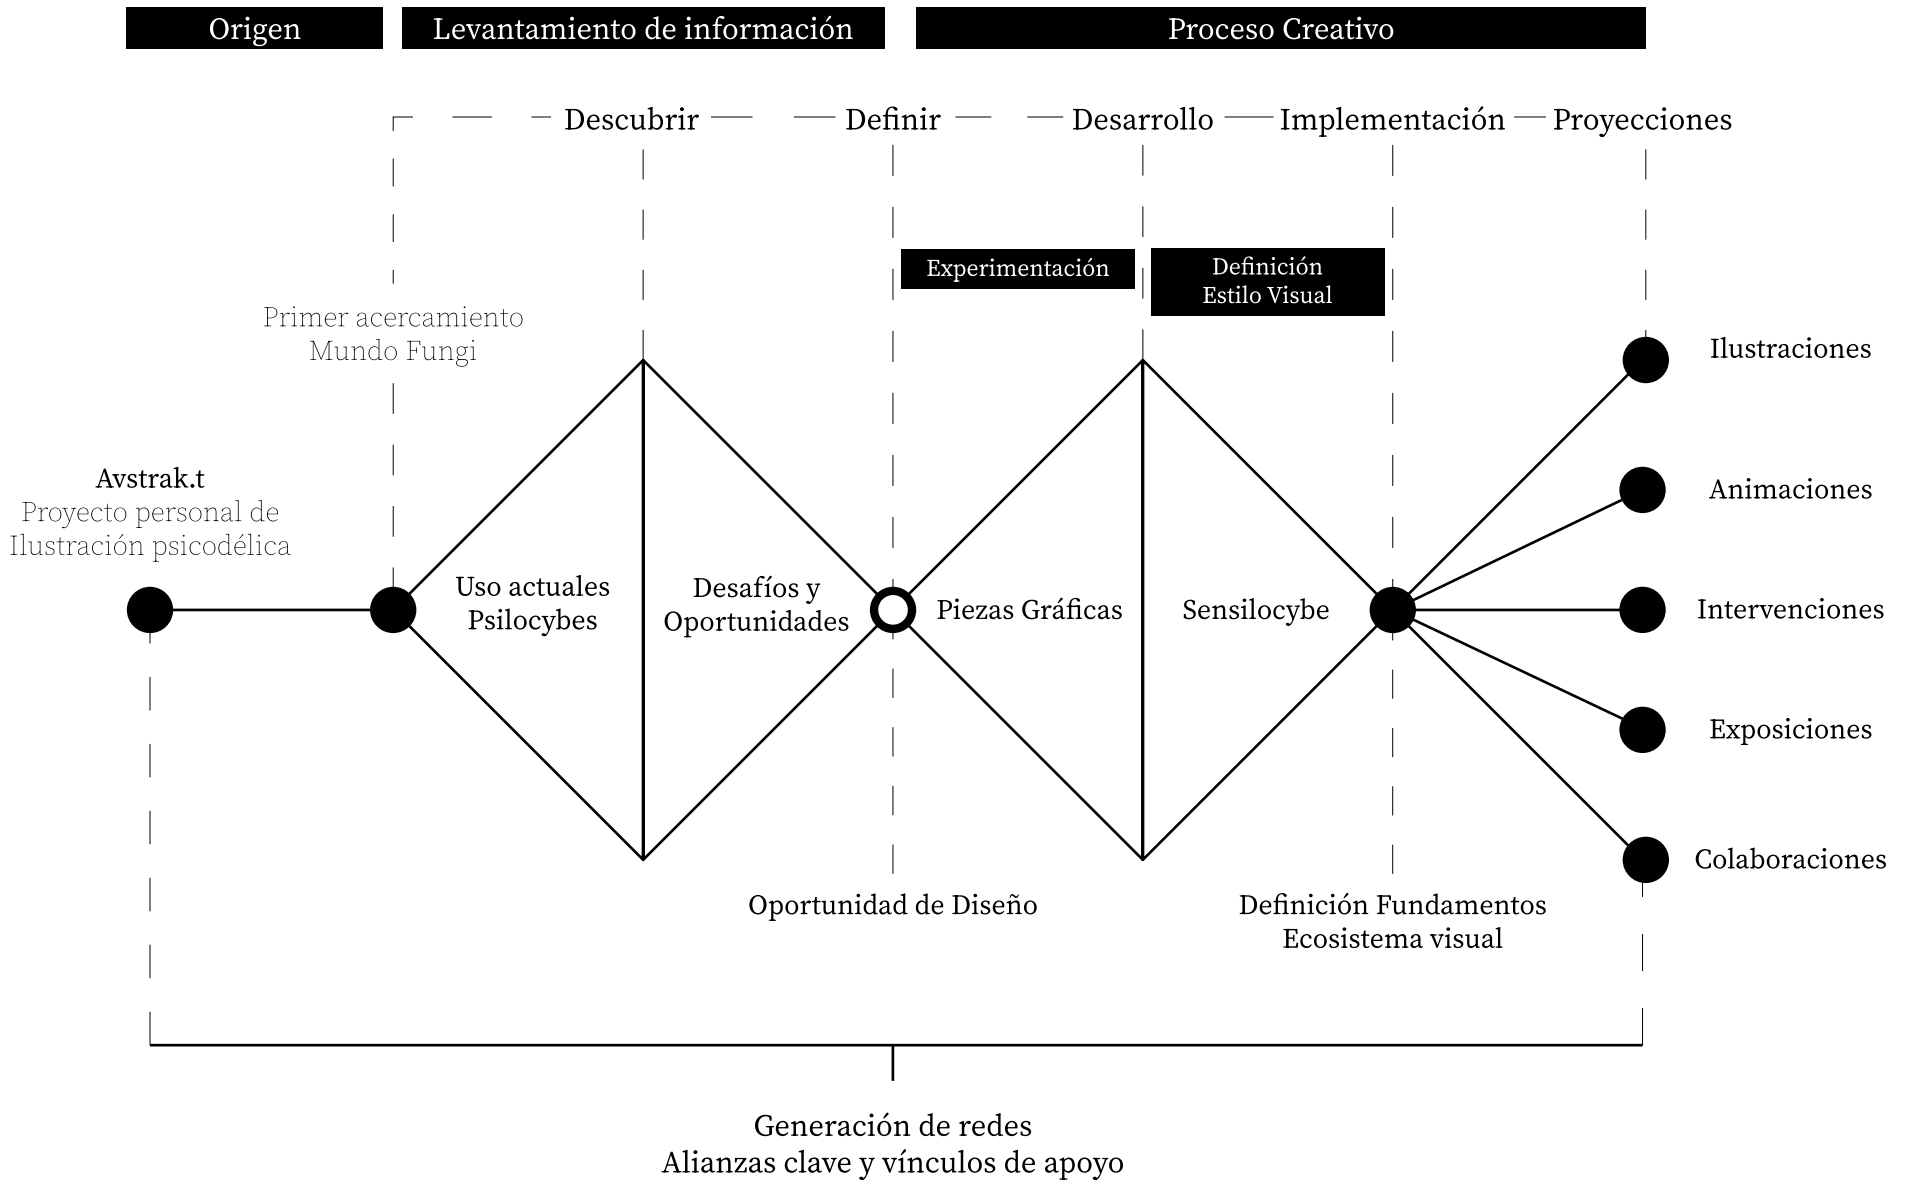 Origen
Levantamiento de información
Proceso Creativo
Descubrir
Definir
Desarrollo
Implementación
Proyecciones
Experimentación
Definición
Estilo Visual
Primer acercamiento
Mundo Fungi
Avstrak.t
Proyecto personal de
Ilustración psicodélica
Uso actuales
Psilocybes
Desafíos y
Oportunidades
Piezas Gráficas
Sensilocybe
Ilustraciones
Animaciones
Intervenciones
Exposiciones
Colaboraciones
Oportunidad de Diseño
Definición Fundamentos
Ecosistema visual
Generación de redes
Alianzas clave y vínculos de apoyo